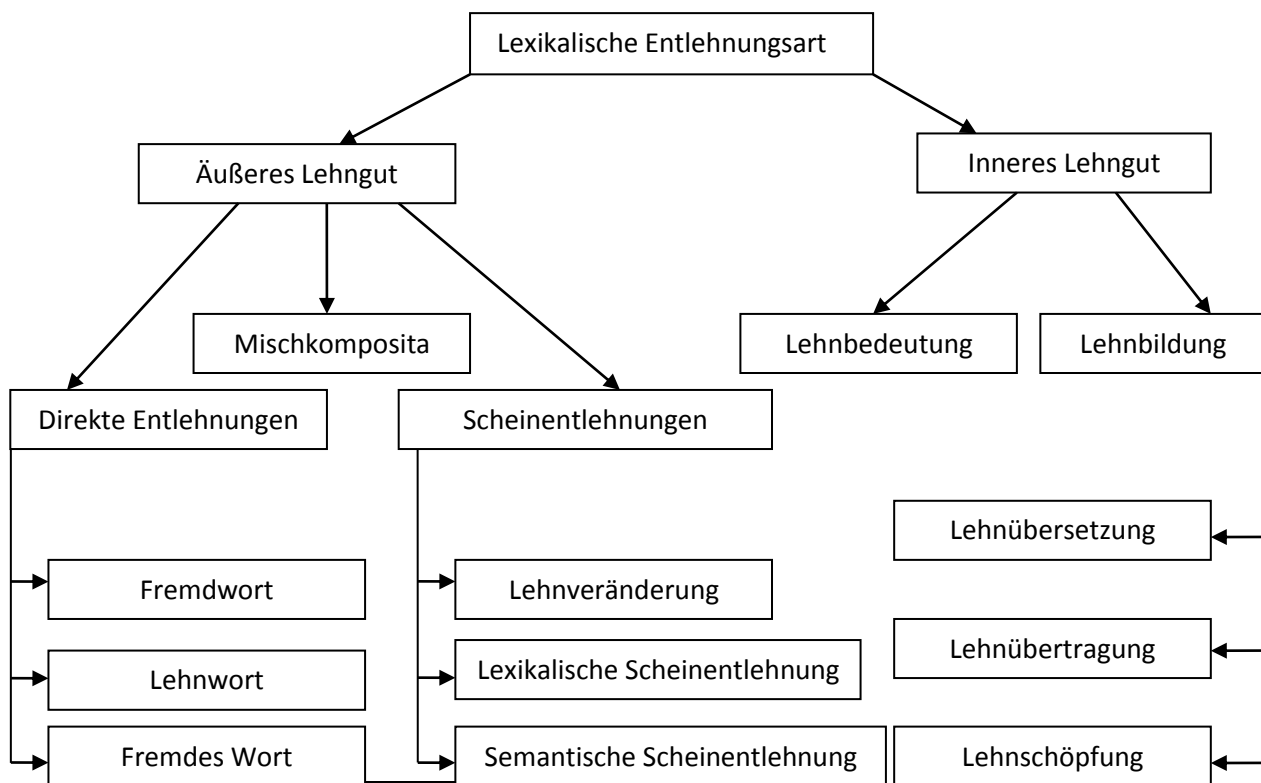 Lexikalische Entlehnungsart
Äußeres Lehngut
Inneres Lehngut
Mischkomposita
Lehnbedeutung
Lehnbildung
Direkte Entlehnungen
Scheinentlehnungen
Lehnübersetzung
Fremdwort
Lehnveränderung
Lehnübertragung
Lehnwort
Lexikalische Scheinentlehnung
Fremdes Wort
Semantische Scheinentlehnung
Lehnschöpfung